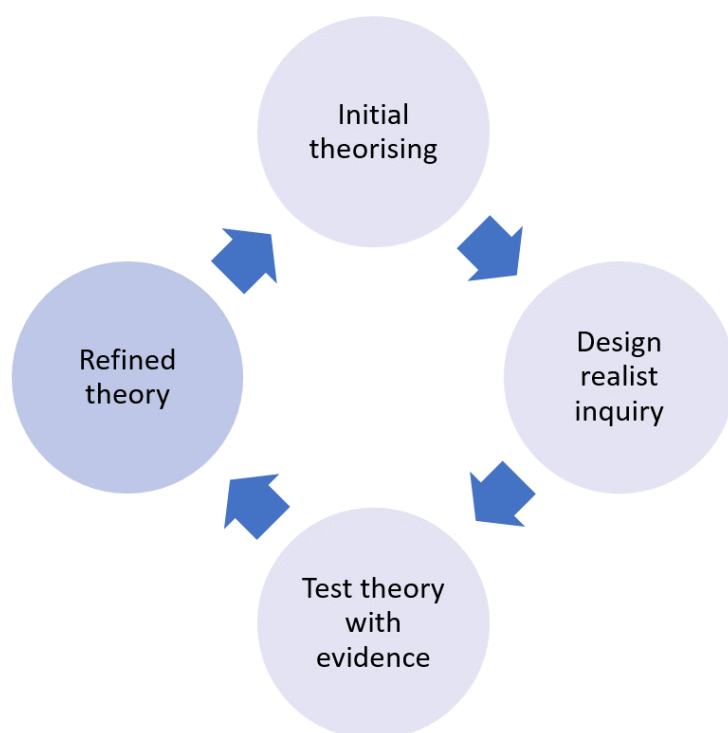 Initial
theorising
Design
realist
inquiry
Test theory
with
evidence
Refined
theory